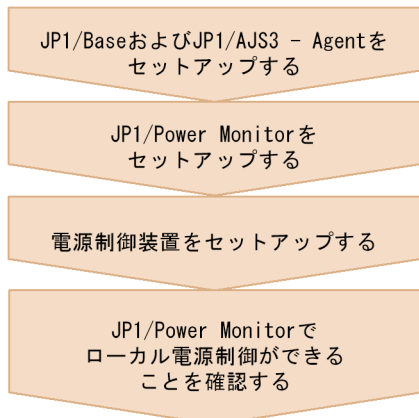 JP1/BaseおよびJP1/AJS3 - Agentを
セットアップする
JP1/Power Monitorを
セットアップする
電源制御装置をセットアップする
JP1/Power Monitorで
ローカル電源制御ができる
ことを確認する